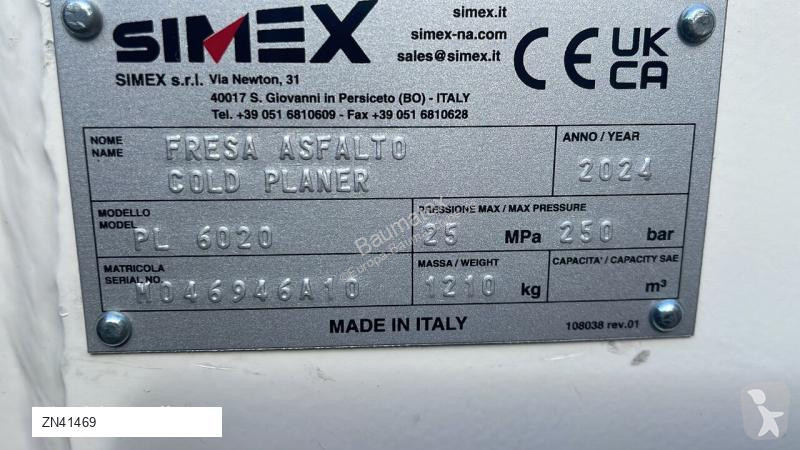 SIMEX
simex.it
simex-na.com
sales@simex.it
CE UK CA
SIMEX s.r.l. Via Newton, 31
40017 S. Giovanni in Persiceto (BO) - ITALY
Tel. +39 051 6810609 - Fax +39 051 6810628
NOME
NAME
FRESA ASFALTO
COLD PLANER
ANNO / YEAR
2024
MODELLO
MODEL
PL 6020
PRESSIONE MAX / MAX PRESSURE
25 MPa 250 bar
MATRICOLA
SERIAL NO.
M046946A10
MASSA / WEIGHT
1210 kg
CAPACITA' / CAPACITY SAE
m³
MADE IN ITALY
108038 rev.01
ZN41469